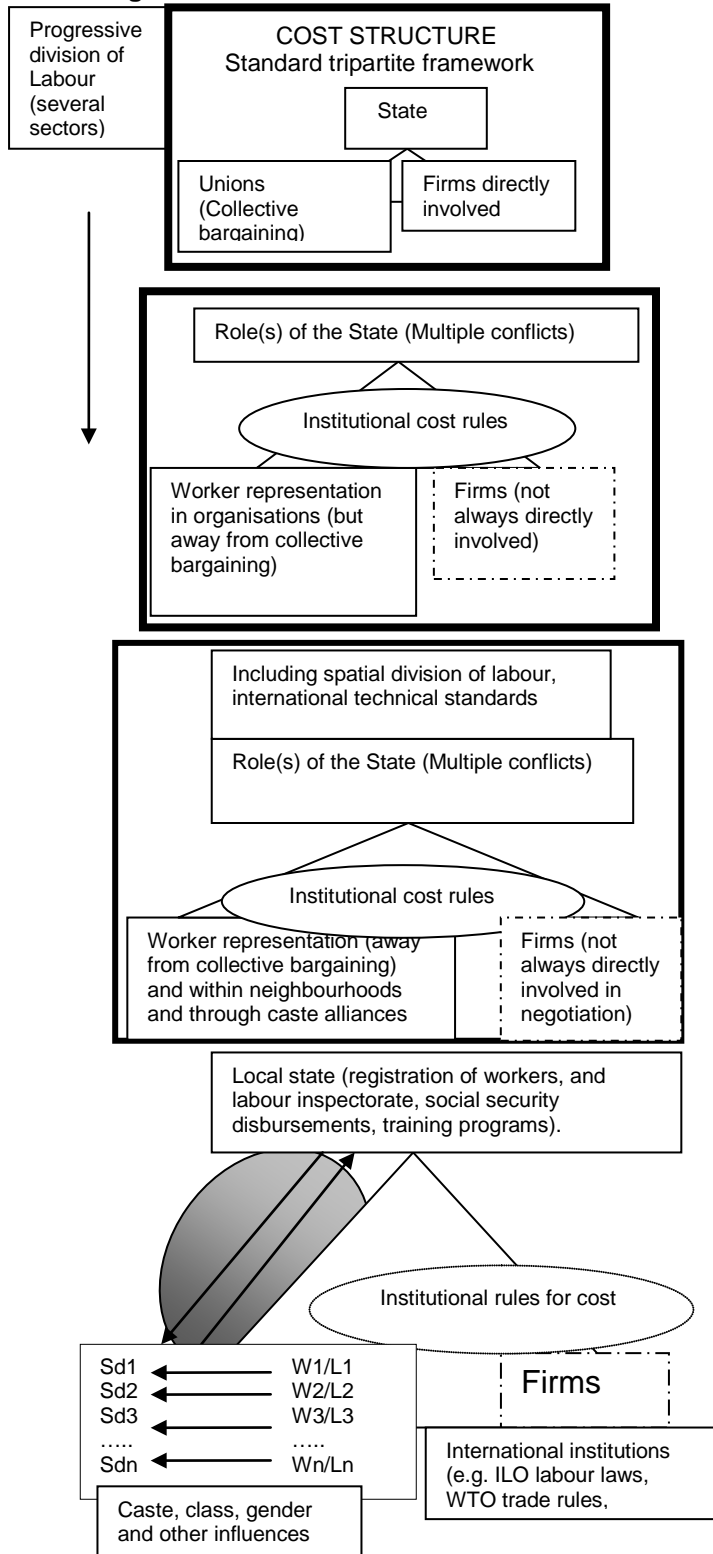 Progressive
division of
Labour
(several
sectors)
COST STRUCTURE
Standard tripartite framework
State
Unions
(Collective
bargaining)
Firms directly
involved
Role(s) of the State (Multiple conflicts)
Institutional cost rules
Worker representation
in organisations (but
away from collective
bargaining)
Firms (not
always directly
involved)
Including spatial division of labour,
international technical standards
Role(s) of the State (Multiple conflicts)
Institutional cost rules
Worker representation (away
from collective bargaining)
and within neighbourhoods
and through caste alliances
Firms (not
always directly
involved in
negotiation)
Local state (registration of workers, and
labour inspectorate, social security
disbursements, training programs).
Institutional rules for cost
Sd1 W1/L1
Sd2 W2/L2
Sd3 W3/L3
….. …..
Sdn Wn/Ln
Firms
International institutions
(e.g. ILO labour laws,
WTO trade rules,
Caste, class, gender
and other influences